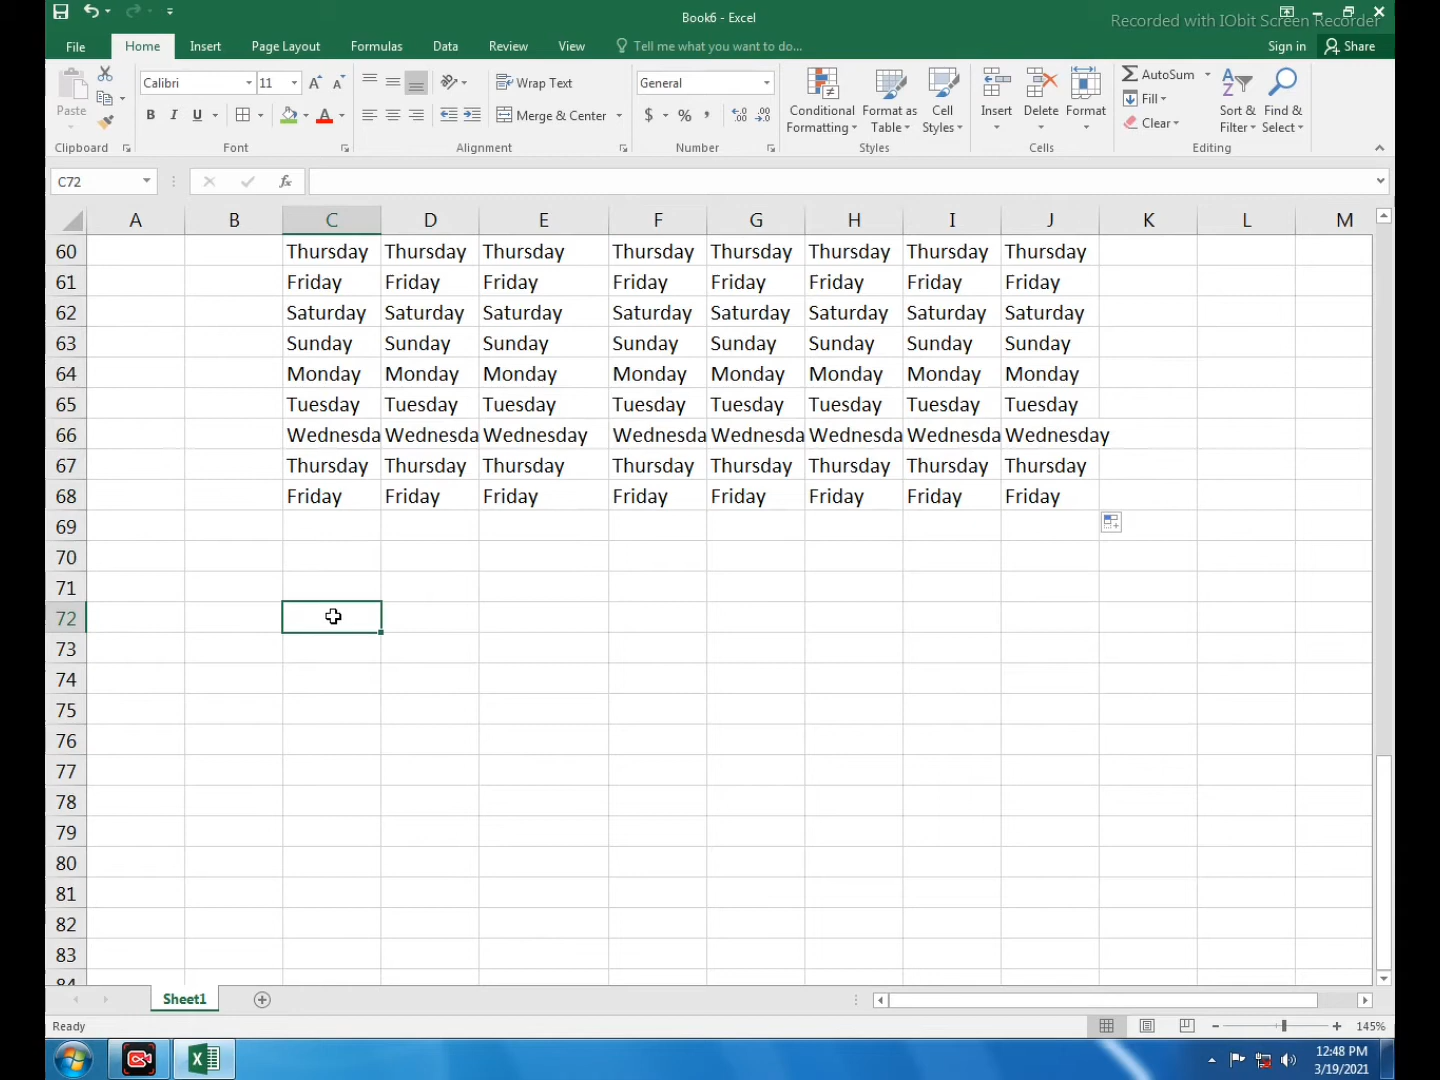 Book6 - Excel
Recorded with IObit Screen Recorder
File Home Insert Page Layout Formulas Data Review View Tell me what you want to do... Sign in Share
Calibri 11 Wrap Text General AutoSum
Paste Conditional Formatting Format as Table Cell Styles Insert Delete Format Fill Sort & Filter Find & Select
B I U Merge & Center $ % , .00 Clear
Clipboard Font Alignment Number Styles Cells Editing
C72 fx
A B C D E F G H I J K L M
60 Thursday Thursday Thursday Thursday Thursday Thursday Thursday Thursday
61 Friday Friday Friday Friday Friday Friday Friday Friday
62 Saturday Saturday Saturday Saturday Saturday Saturday Saturday Saturday
63 Sunday Sunday Sunday Sunday Sunday Sunday Sunday Sunday
64 Monday Monday Monday Monday Monday Monday Monday Monday
65 Tuesday Tuesday Tuesday Tuesday Tuesday Tuesday Tuesday Tuesday
66 Wednesda Wednesda Wednesday Wednesda Wednesda Wednesda Wednesda Wednesday
67 Thursday Thursday Thursday Thursday Thursday Thursday Thursday Thursday
68 Friday Friday Friday Friday Friday Friday Friday Friday
69
70
71
72
73
74
75
76
77
78
79
80
81
82
83
84
Sheet1
Ready 145%
12:48 PM
3/19/2021